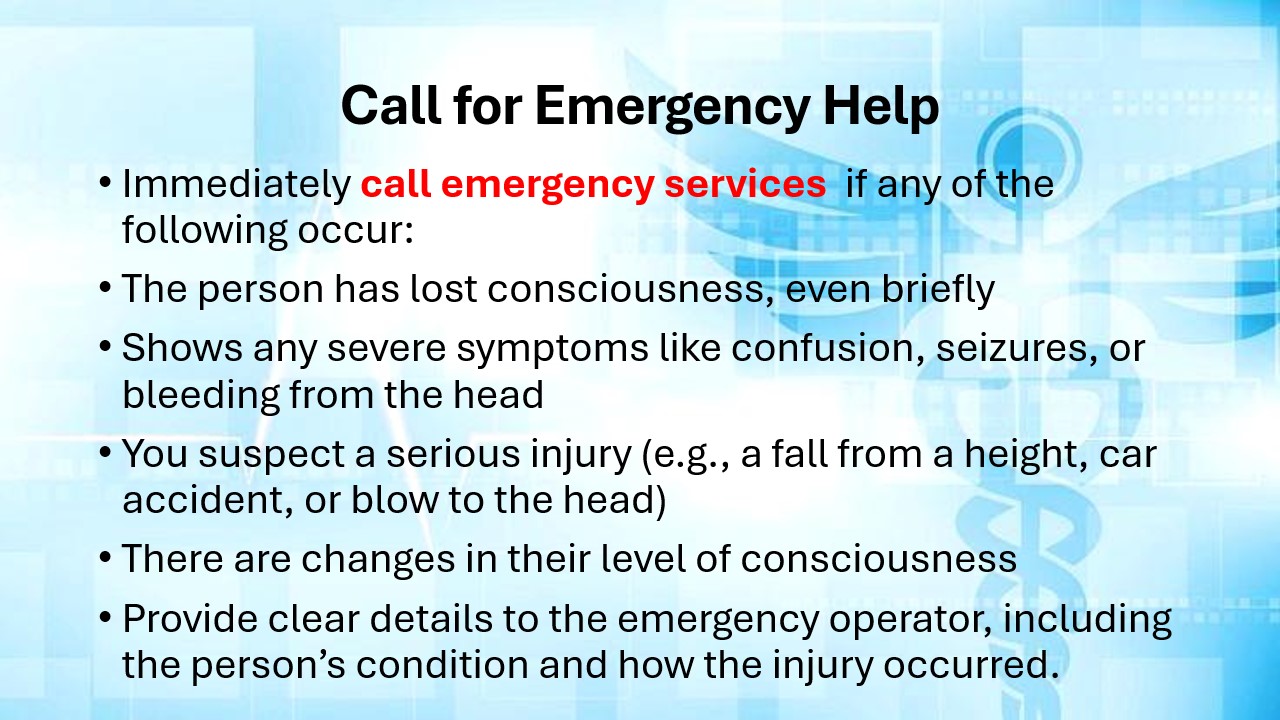 Call for Emergency Help
• Immediately call emergency services  if any of the
following occur:
• The person has lost consciousness, even briefly
• Shows any severe symptoms like confusion, seizures, or
bleeding from the head
• You suspect a serious injury (e.g., a fall from a height, car
accident, or blow to the head)
• There are changes in their level of consciousness
• Provide clear details to the emergency operator, including
the person’s condition and how the injury occurred.